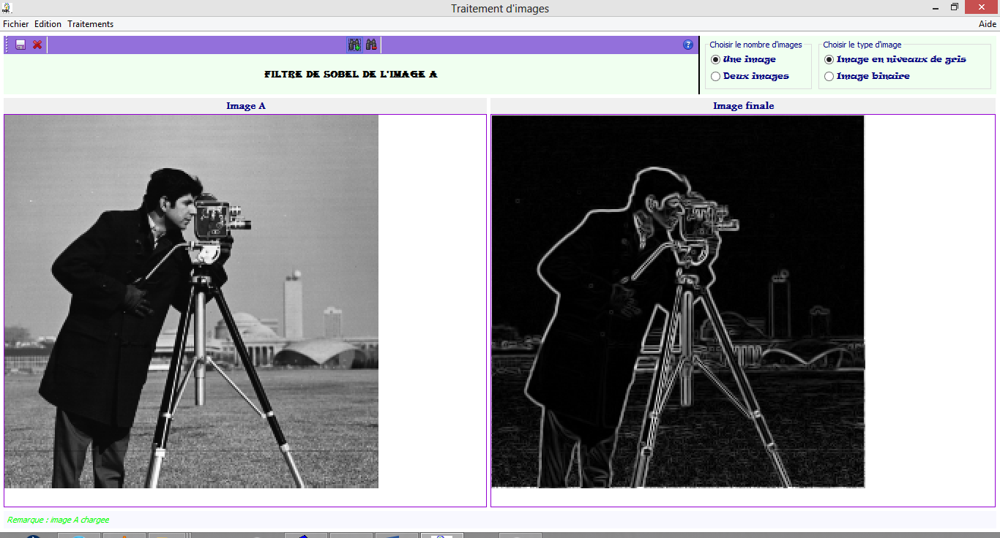 Traitement d'images
Fichier Edition Traitements Aide
FILTRE DE SOBEL DE L'IMAGE A
Choisir le nombre d'images
Une image
Deux images
Choisir le type d'image
Image en niveaux de gris
Image binaire
Image A
Image finale
Remarque : image A chargee